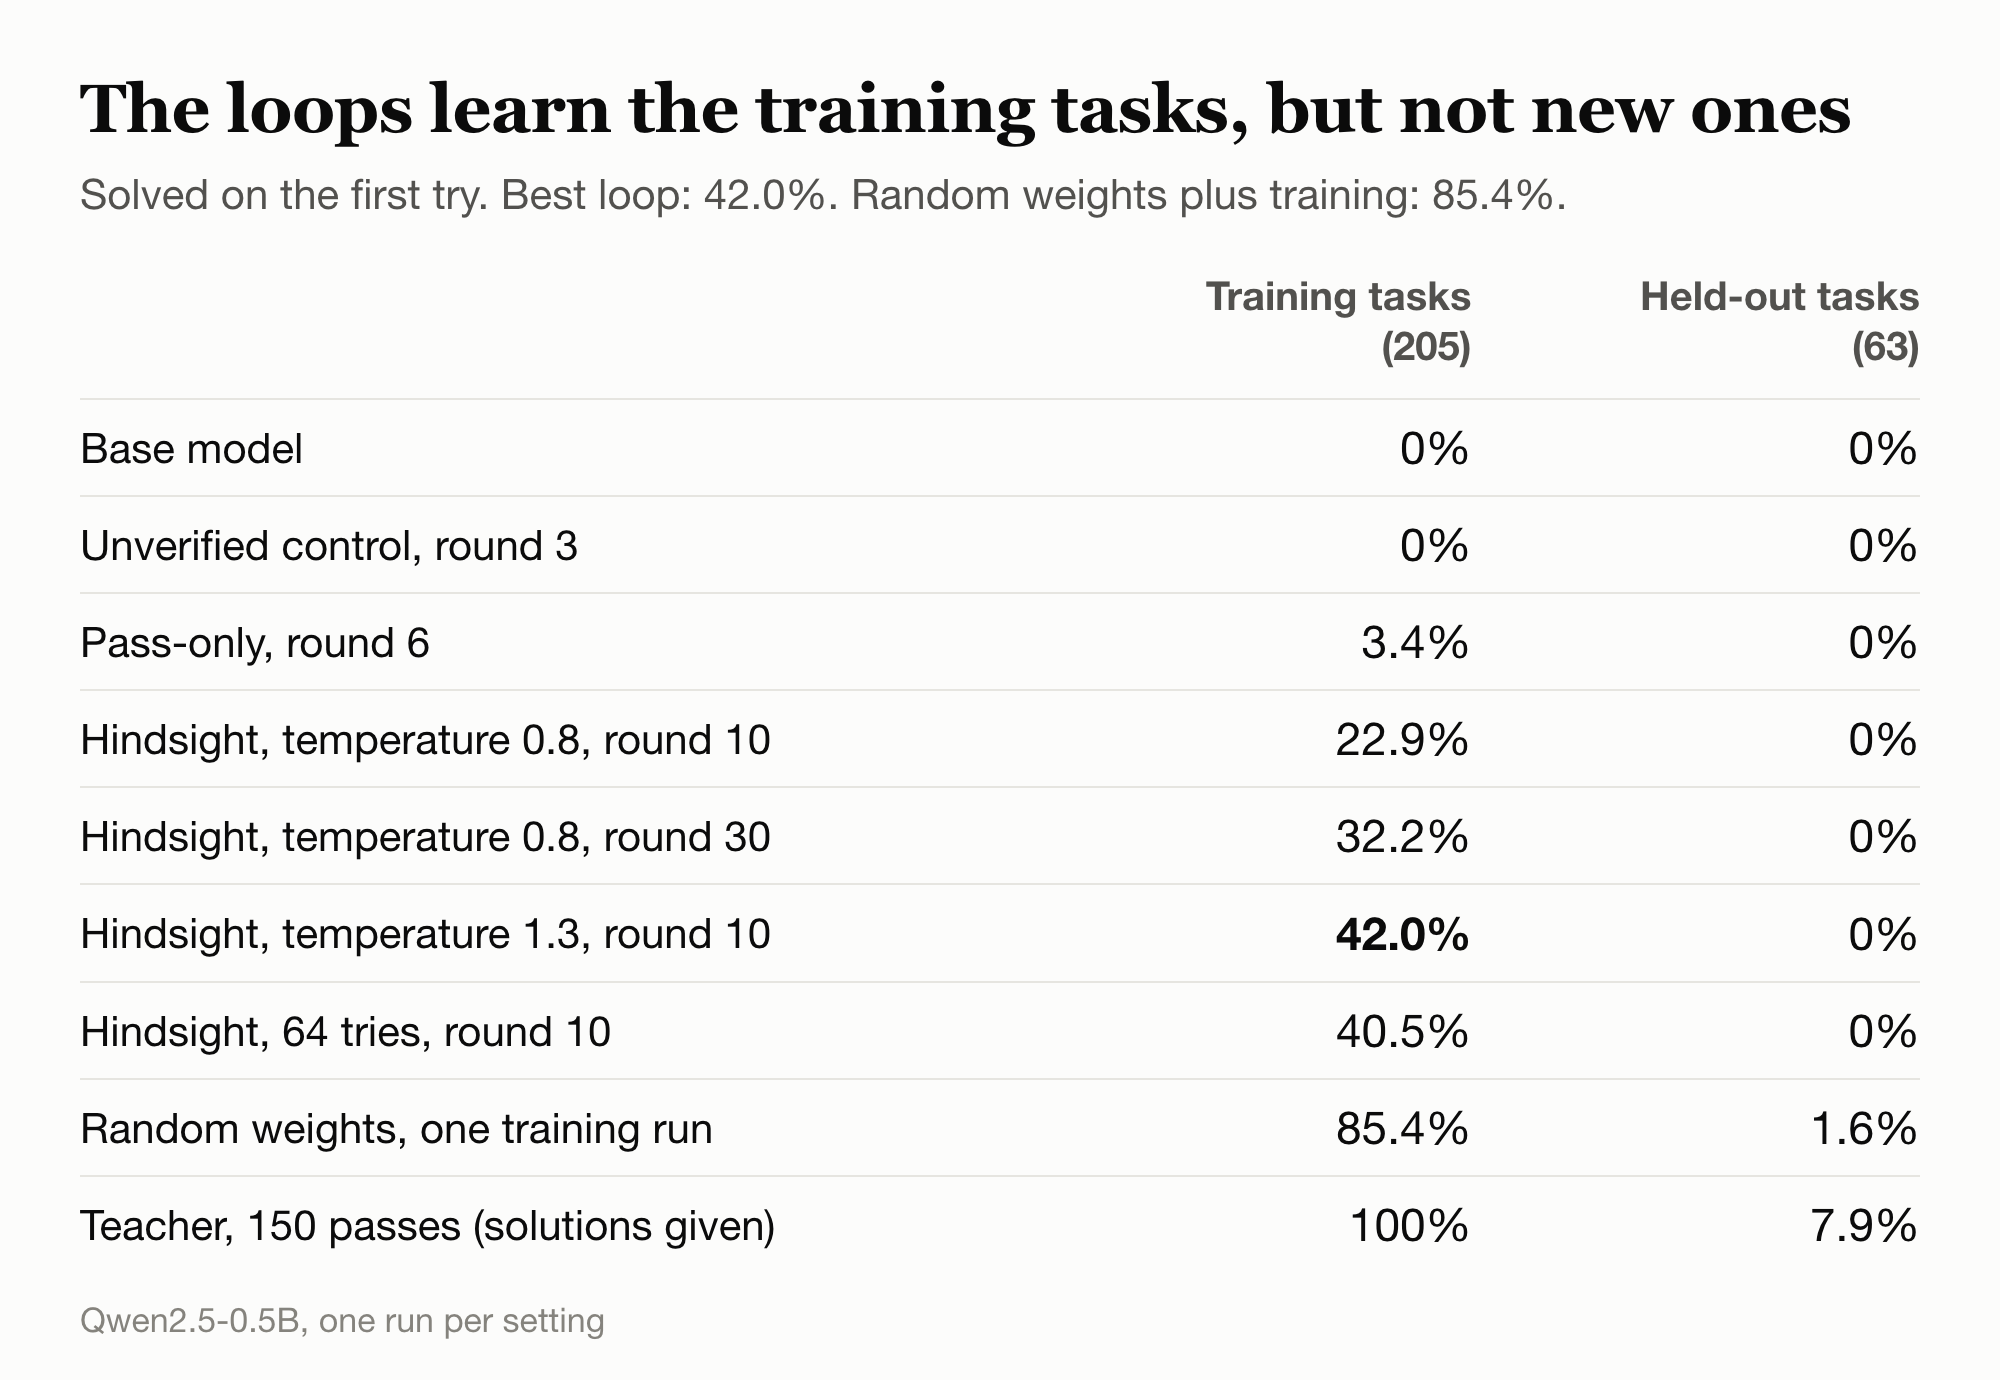 The loops learn the training tasks, but not new ones
Solved on the first try. Best loop: 42.0%. Random weights plus training: 85.4%.
Training tasks (205) Held-out tasks (63)
Base model 0% 0%
Unverified control, round 3 0% 0%
Pass-only, round 6 3.4% 0%
Hindsight, temperature 0.8, round 10 22.9% 0%
Hindsight, temperature 0.8, round 30 32.2% 0%
Hindsight, temperature 1.3, round 10 42.0% 0%
Hindsight, 64 tries, round 10 40.5% 0%
Random weights, one training run 85.4% 1.6%
Teacher, 150 passes (solutions given) 100% 7.9%
Qwen2.5-0.5B, one run per setting